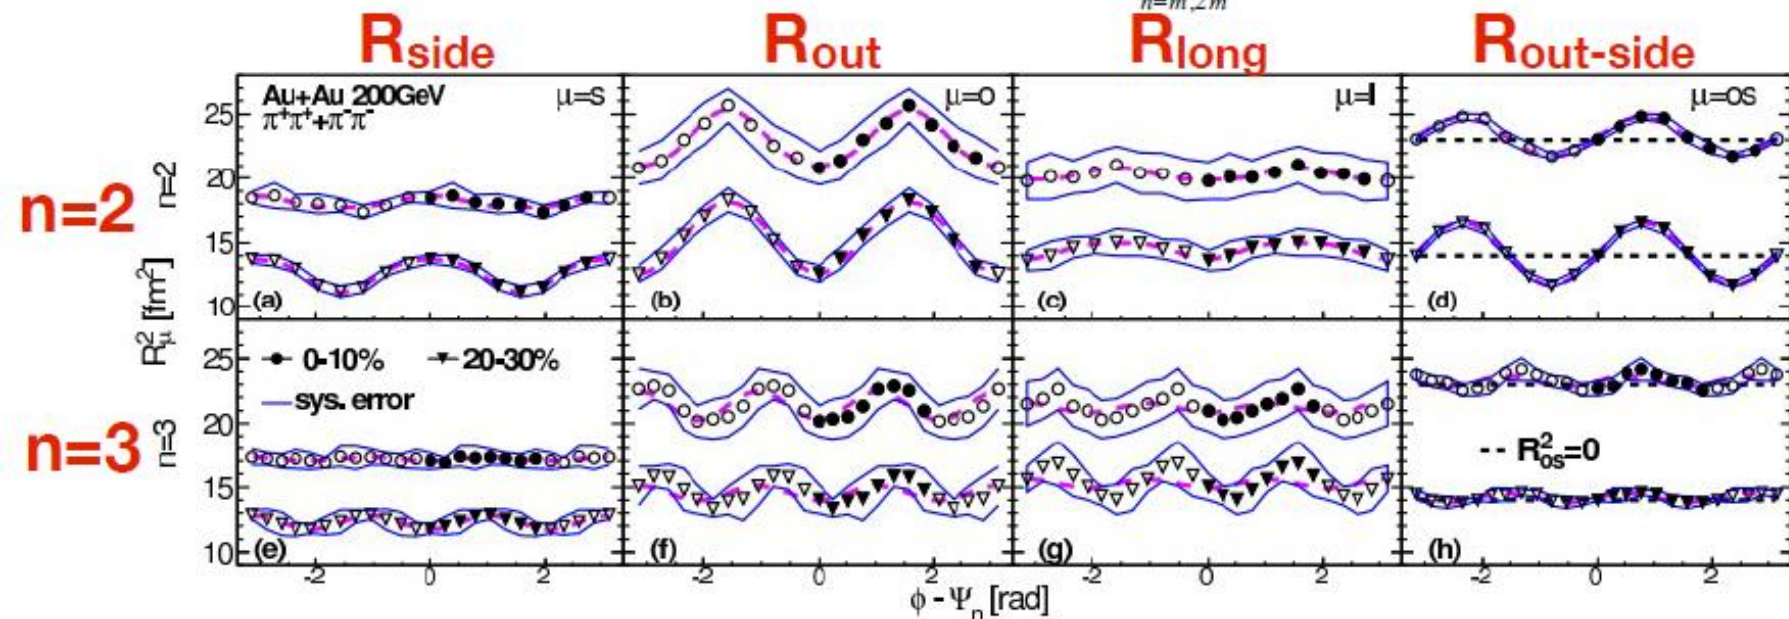 n=m,2m
Rside Rout Rlong Rout-side
Au+Au 200GeV μ=s μ=o μ=l μ=os
π⁺π⁺+π⁻π⁻
n=2 n=2
25
20
15
10
(a) (b) (c) (d)
R²μ [fm²]
n=3 n=3
0-10% 20-30%
sys. error
R²os=0
25
20
15
10
(e) (f) (g) (h)
-2 0 2 -2 0 2 -2 0 2 -2 0 2
ϕ - Ψn [rad]